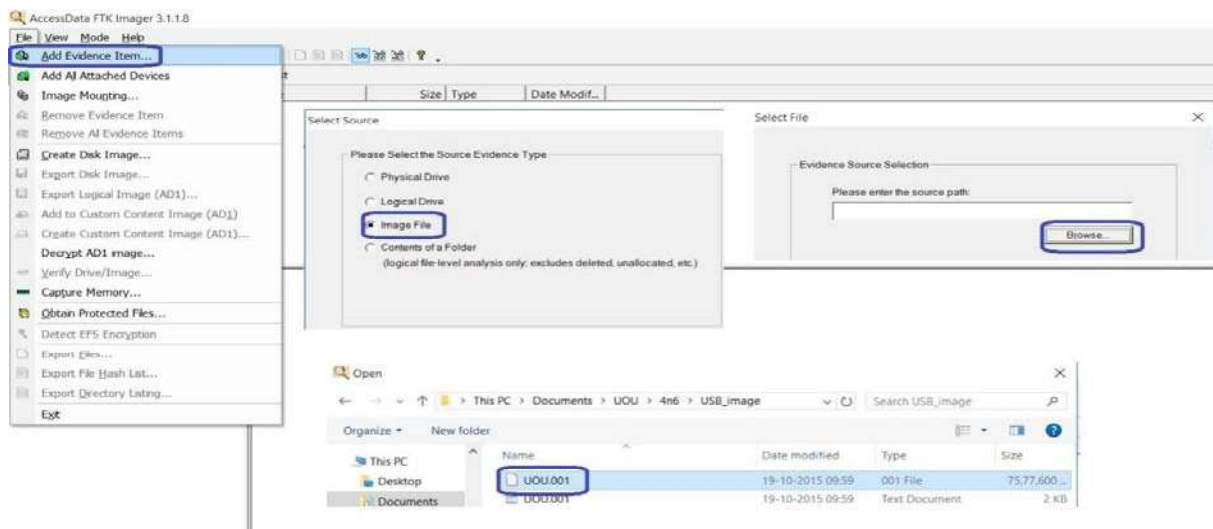 AccessData FTK Imager 3.1.1.8
File View Mode Help
Add Evidence Item...
Add All Attached Devices
Image Mounting...
Remove Evidence Item
Remove All Evidence Items
Create Disk Image...
Export Disk Image...
Export Logical Image (AD1)...
Add to Custom Content Image (AD1)
Create Custom Content Image (AD1)...
Decrypt AD1 image...
Verify Drive/Image...
Capture Memory...
Obtain Protected Files...
Detect EFS Encryption
Export Files...
Export File Hash List...
Export Directory Listing...
Exit
Size Type Date Modif...
Select Source
Please Select the Source Evidence Type
Physical Drive
Logical Drive
Image File
Contents of a Folder
(logical file-level analysis only; excludes deleted, unallocated, etc.)
Select File
Evidence Source Selection
Please enter the source path:
Browse...
Open
This PC > Documents > UOU > 4n6 > USB_image
Search USB_image
Organize New folder
This PC
Desktop
Documents
Name Date modified Type Size
UOU.001 19-10-2015 09:59 001 File 75,77,600 ...
UOU.001 19-10-2015 09:59 Text Document 2 KB